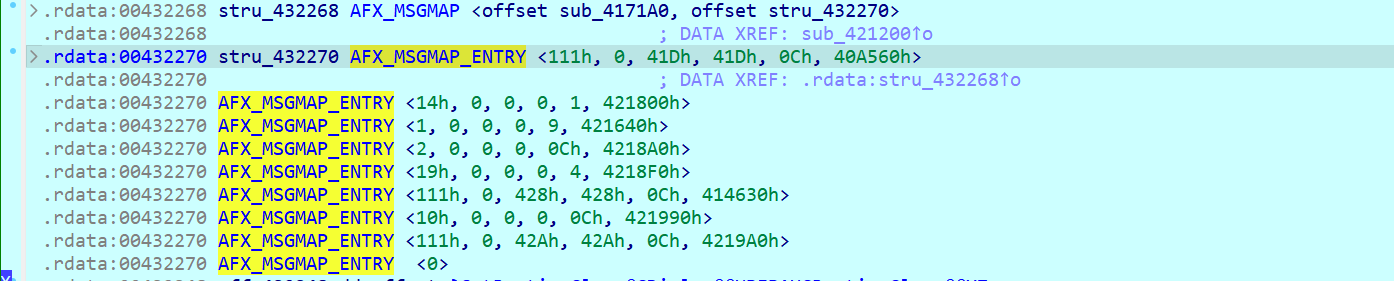 .rdata:00432268 stru_432268 AFX_MSGMAP <offset sub_4171A0, offset stru_432270>
.rdata:00432268 ; DATA XREF: sub_421200↑o
.rdata:00432270 stru_432270 AFX_MSGMAP_ENTRY <111h, 0, 41Dh, 41Dh, 0Ch, 40A560h>
.rdata:00432270 ; DATA XREF: .rdata:stru_432268↑o
.rdata:00432270 AFX_MSGMAP_ENTRY <14h, 0, 0, 0, 1, 421800h>
.rdata:00432270 AFX_MSGMAP_ENTRY <1, 0, 0, 0, 9, 421640h>
.rdata:00432270 AFX_MSGMAP_ENTRY <2, 0, 0, 0, 0Ch, 4218A0h>
.rdata:00432270 AFX_MSGMAP_ENTRY <19h, 0, 0, 0, 4, 4218F0h>
.rdata:00432270 AFX_MSGMAP_ENTRY <111h, 0, 428h, 428h, 0Ch, 414630h>
.rdata:00432270 AFX_MSGMAP_ENTRY <10h, 0, 0, 0, 0Ch, 421990h>
.rdata:00432270 AFX_MSGMAP_ENTRY <111h, 0, 42Ah, 42Ah, 0Ch, 4219A0h>
.rdata:00432270 AFX_MSGMAP_ENTRY <0>